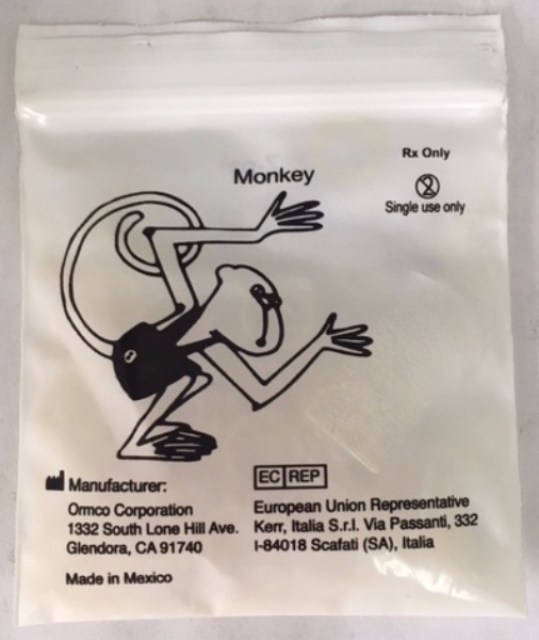 Rx Only
Monkey
2
Single use only
Manufacturer:
Ormco Corporation
1332 South Lone Hill Ave.
Glendora, CA 91740
Made in Mexico
EC REP
European Union Representative
Kerr, Italia S.r.l. Via Passanti, 332
I-84018 Scafati (SA), Italia